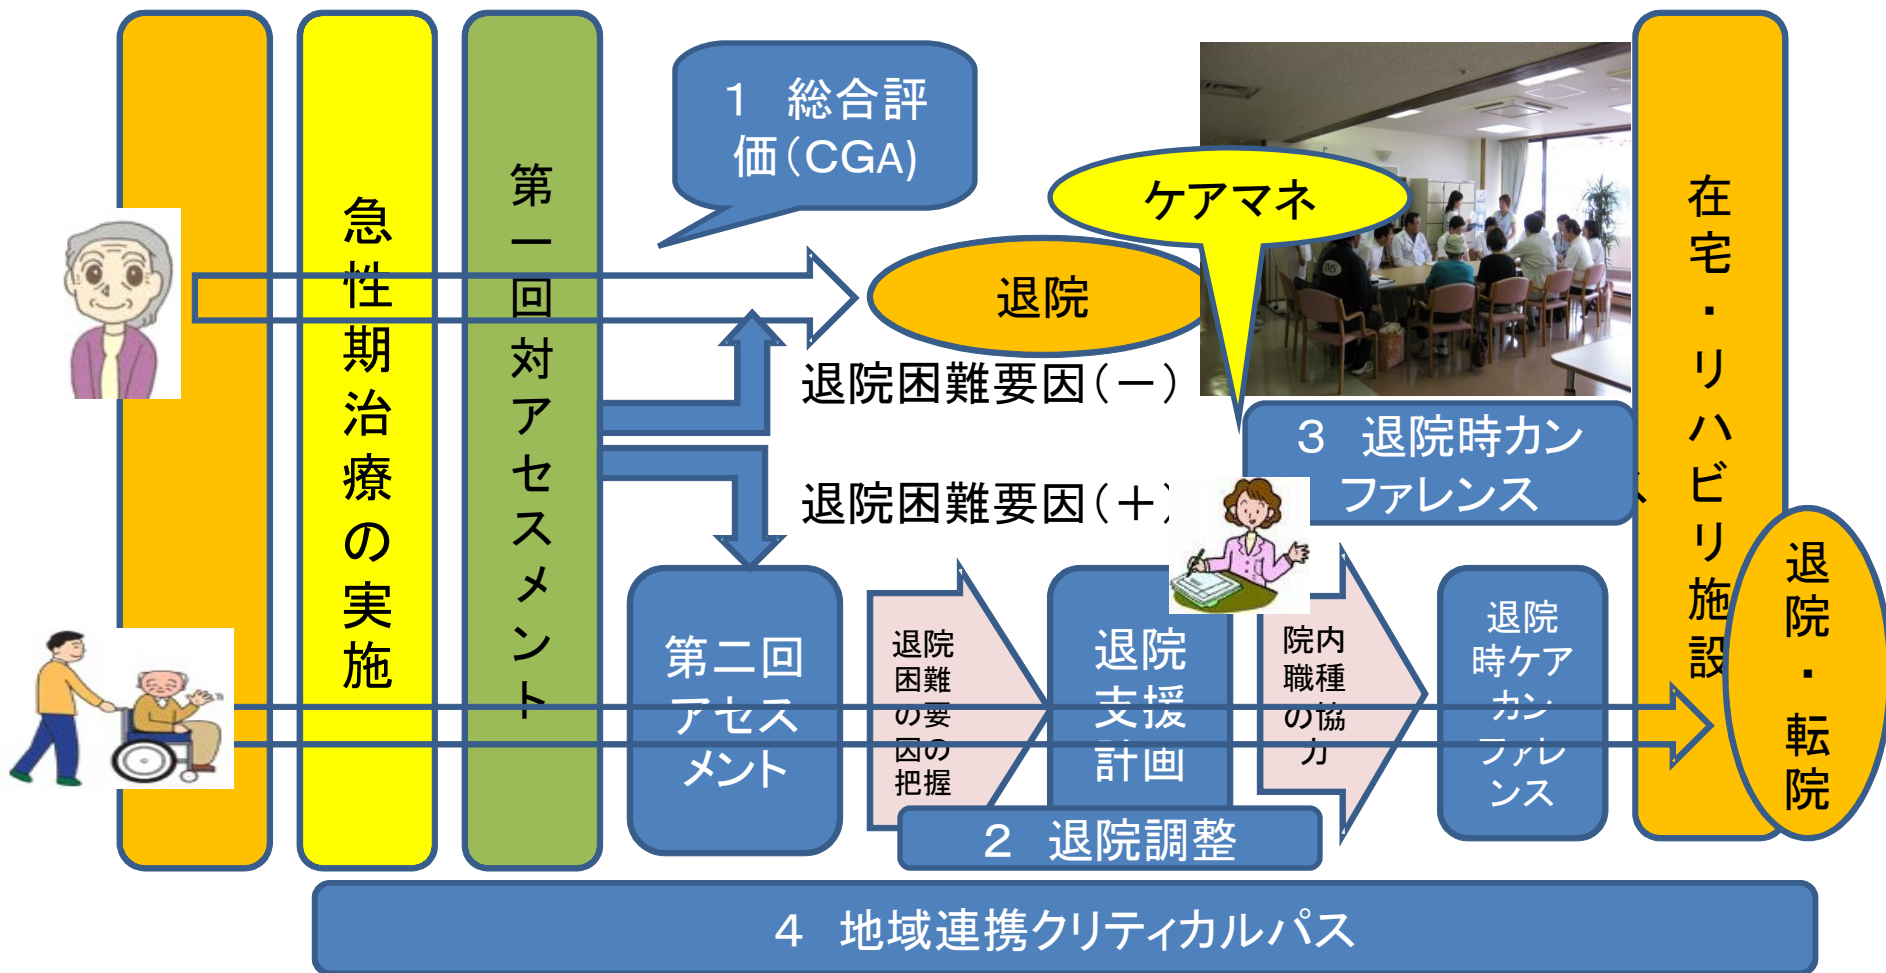 急性期治療の実施
第一回対アセスメント
１　総合評
価（CGA)
ケアマネ
退院
退院困難要因（－）
退院困難要因（＋）
３　退院時カン
ファレンス
第二回
アセス
メント
退院
困難
の要
因の
把握
退院
支援
計画
院内
職種
の協
力
退院
時ケア
カン
ファレ
ンス
在宅・リハビリ施設
退院・転院
２　退院調整
４　地域連携クリティカルパス